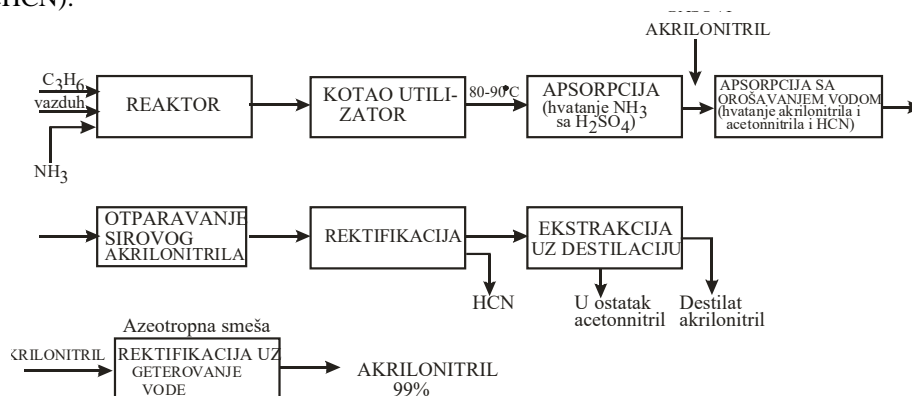 HCN).
AKRILONITRIL
C3H6
vazduh
NH3
REAKTOR
KOTAO UTILI-
ZATOR
80-90°C
APSORPCIJA
(hvatanje NH3
sa H2SO4)
APSORPCIJA SA
OROŠAVANJEM VODOM
(hvatanje akrilonitrila i
acetonnitrila i HCN)
OTPARAVANJE
SIROVOG
AKRILONITRILA
REKTIFIKACIJA
HCN
EKSTRAKCIJA
UZ DESTILACIJU
U ostatak
acetonnitril
Destilat
akrilonitril
Azeotropna smeša
KRILONITRIL
REKTIFIKACIJA UZ
GETEROVANJE
VODE
AKRILONITRIL
99%